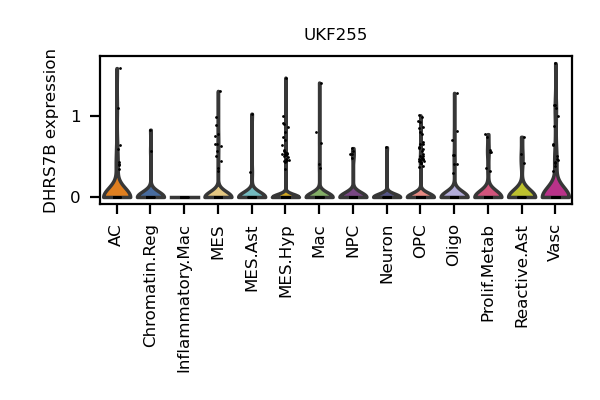 UKF255
DHRS7B expression
1
0
AC
Chromatin.Reg
Inflammatory.Mac
MES
MES.Ast
MES.Hyp
Mac
NPC
Neuron
OPC
Oligo
Prolif.Metab
Reactive.Ast
Vasc